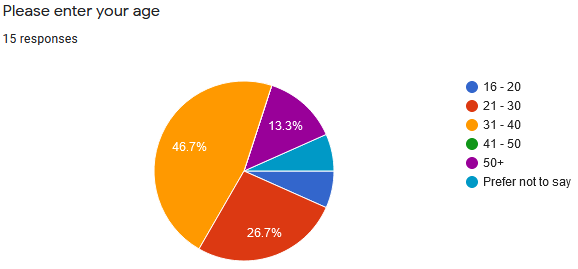 Please enter your age
15 responses
13.3%
46.7%
26.7%
16 - 20
21 - 30
31 - 40
41 - 50
50+
Prefer not to say